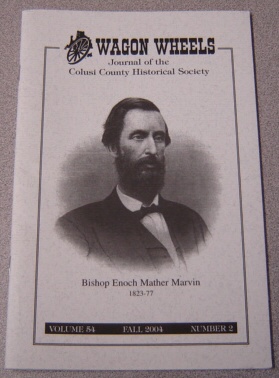 WAGON WHEELS
Journal of the
Colusi County Historical Society
Bishop Enoch Mather Marvin
1823-77
VOLUME 54 FALL 2004 NUMBER 2